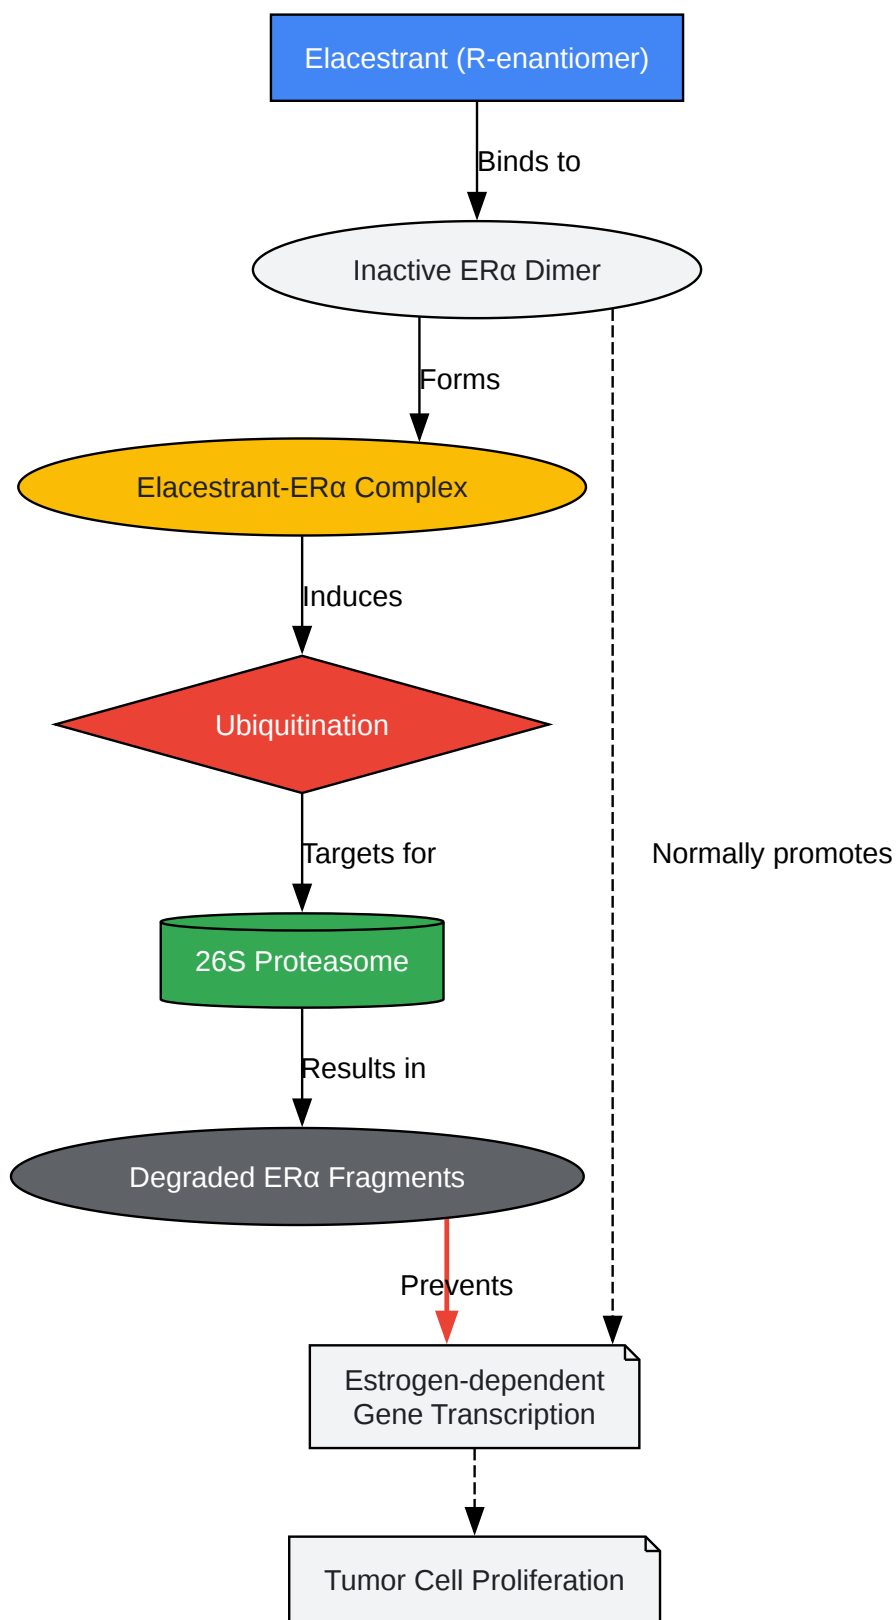 Elacestrant (R-enantiomer)
Binds to
Inactive ERα Dimer
Forms
Elacestrant-ERα Complex
Induces
Ubiquitination
Targets for
Normally promotes
26S Proteasome
Results in
Degraded ERα Fragments
Prevents
Estrogen-dependent
Gene Transcription
Tumor Cell Proliferation